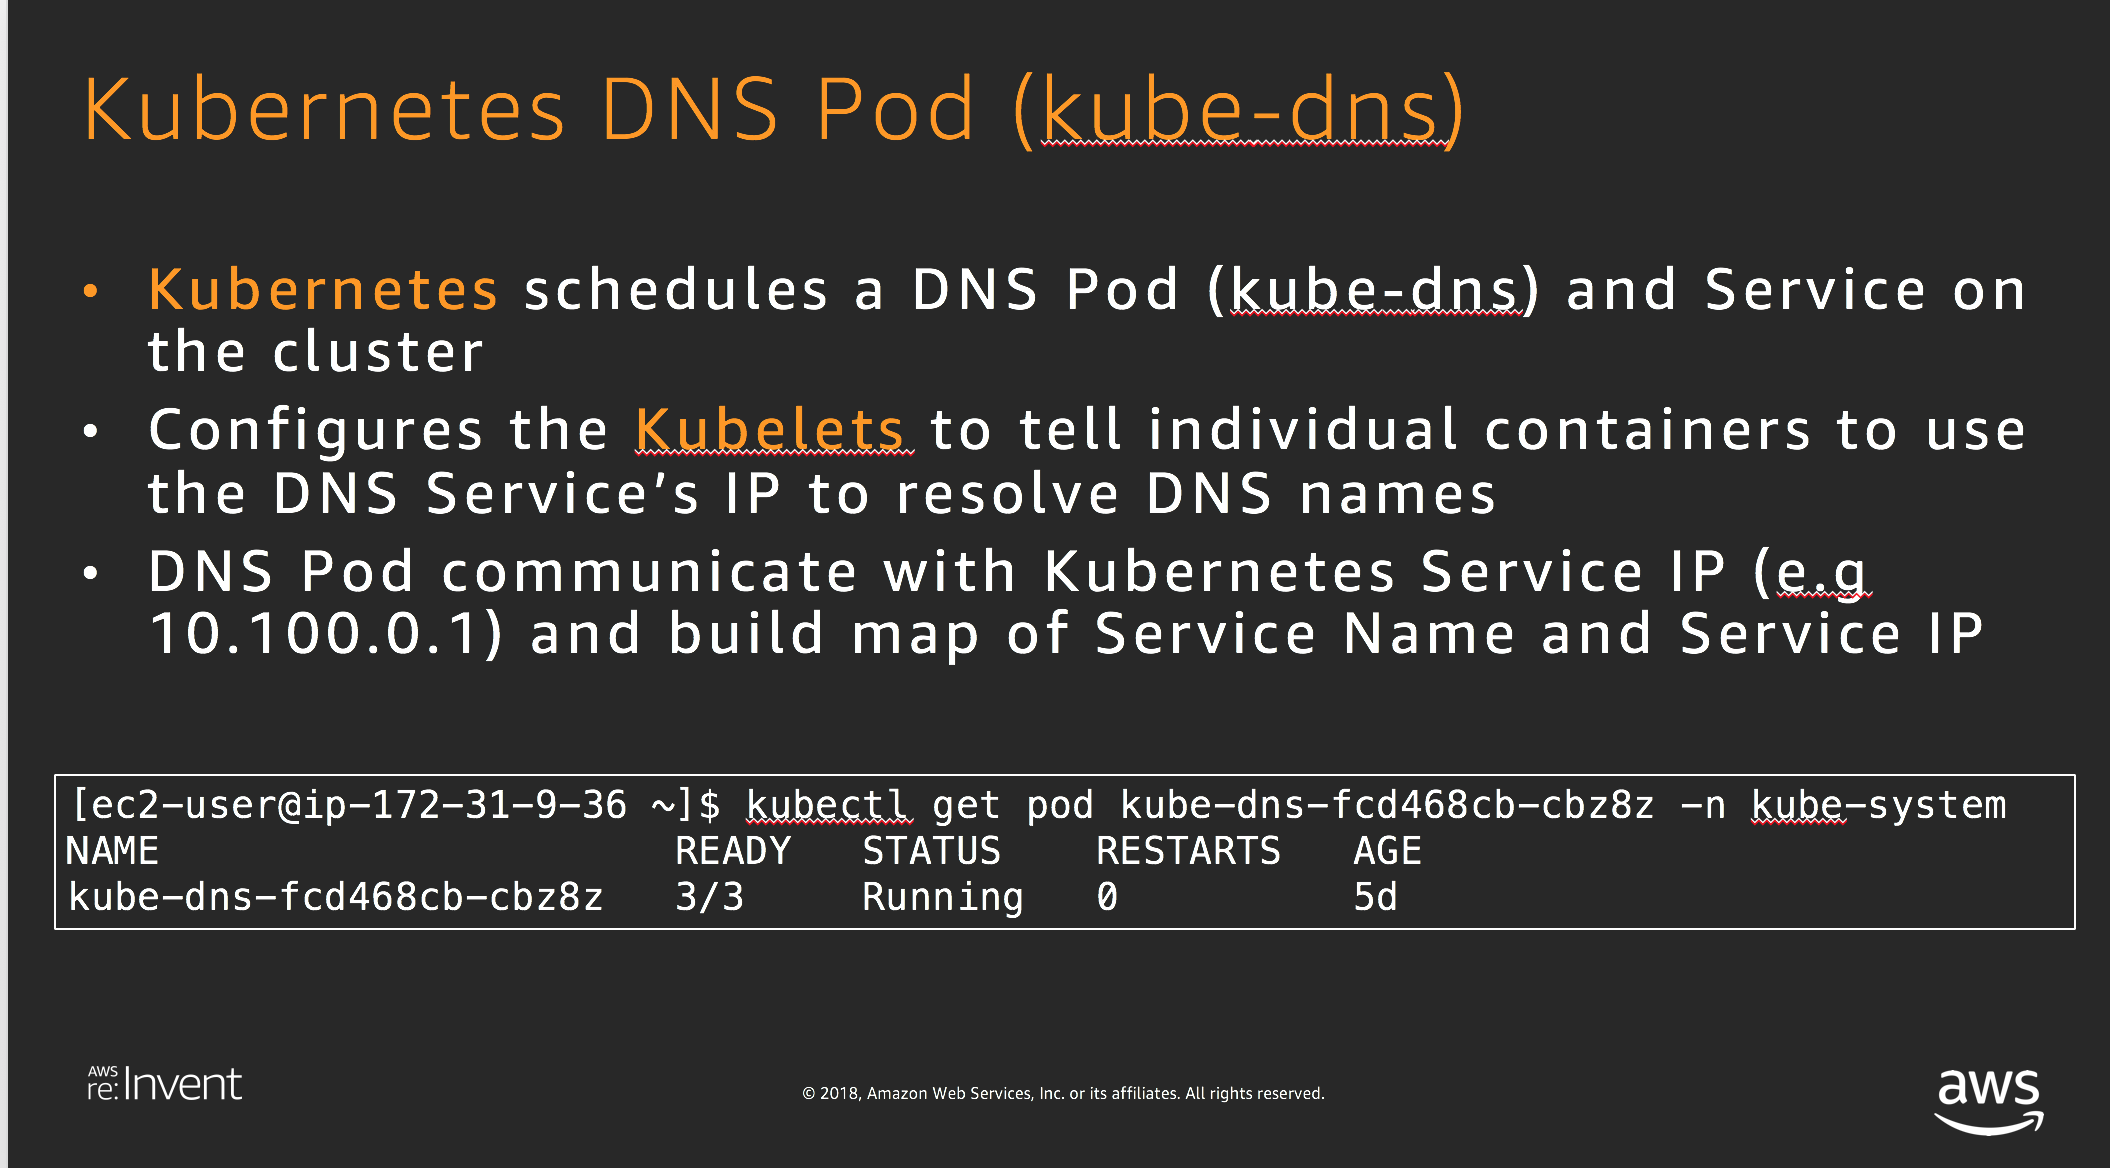 Kubernetes DNS Pod (kube-dns)
• Kubernetes schedules a DNS Pod (kube-dns) and Service on
the cluster
• Configures the Kubelets to tell individual containers to use
the DNS Service’s IP to resolve DNS names
• DNS Pod communicate with Kubernetes Service IP (e.g
10.100.0.1) and build map of Service Name and Service IP
[ec2-user@ip-172-31-9-36 ~]$ kubectl get pod kube-dns-fcd468cb-cbz8z -n kube-system
NAME READY STATUS RESTARTS AGE
kube-dns-fcd468cb-cbz8z 3/3 Running 0 5d
AWS
re:Invent
© 2018, Amazon Web Services, Inc. or its affiliates. All rights reserved.
aws